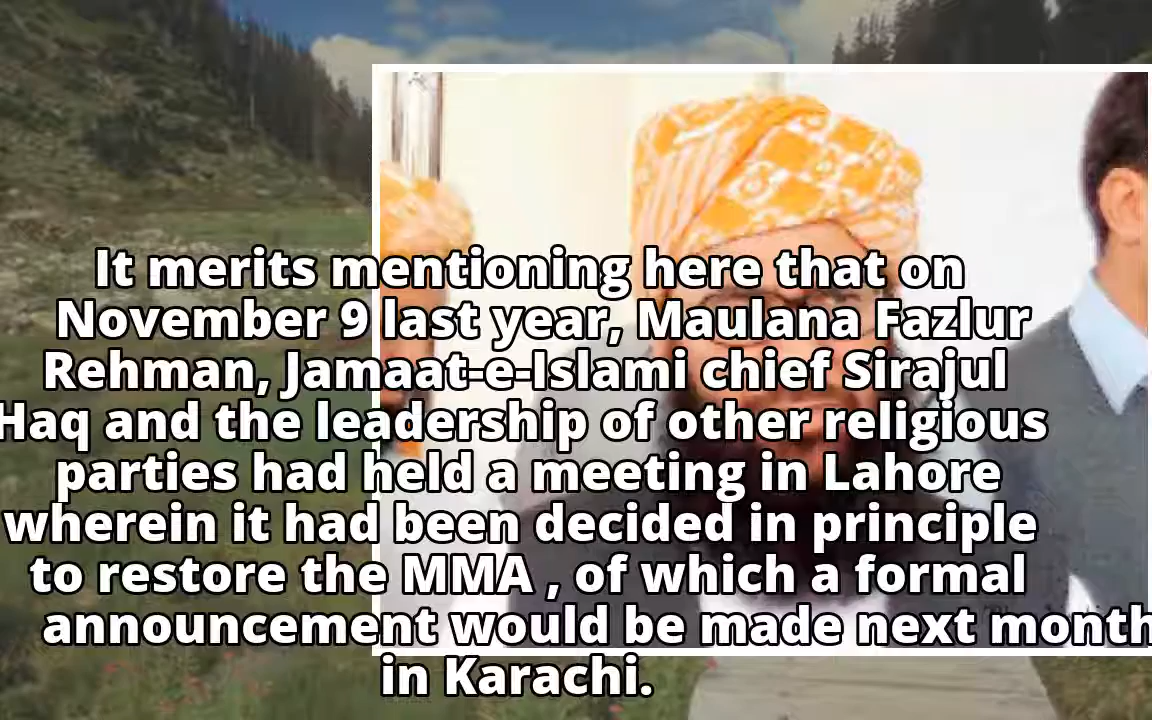 It merits mentioning here that on
November 9 last year, Maulana Fazlur
Rehman, Jamaat-e-Islami chief Sirajul
Haq and the leadership of other religious
parties had held a meeting in Lahore
wherein it had been decided in principle
to restore the MMA , of which a formal
announcement would be made next month
in Karachi.